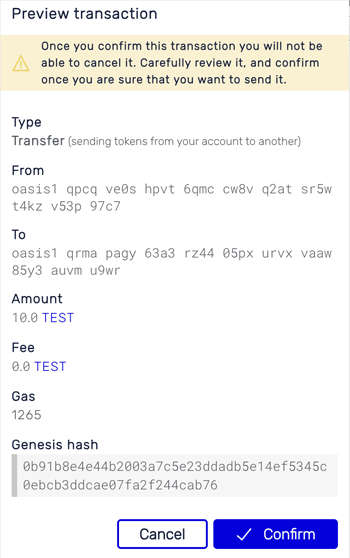 Preview transaction
Once you confirm this transaction you will not be
able to cancel it. Carefully review it, and confirm
once you are sure that you want to send it.
Type
Transfer (sending tokens from your account to another)
From
oasis1 qpcq ve0s hpvt 6qmc cw8v q2at sr5w
t4kz v53p 97c7
To
oasis1 qrma pagy 63a3 rz44 05px urvx vaaw
85y3 auvm u9wr
Amount
10.0 TEST
Fee
0.0 TEST
Gas
1265
Genesis hash
0b91b8e4e44b2003a7c5e23ddadb5e14ef5345c
0ebcb3ddcae07fa2f244cab76
Cancel
Confirm